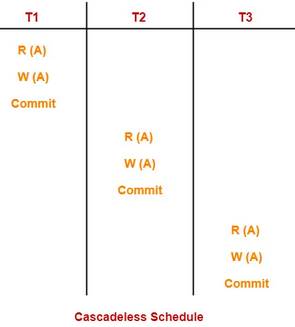 T1 T2 T3
R (A)
W (A)
Commit
R (A)
W (A)
Commit
R (A)
W (A)
Commit
Cascadeless Schedule